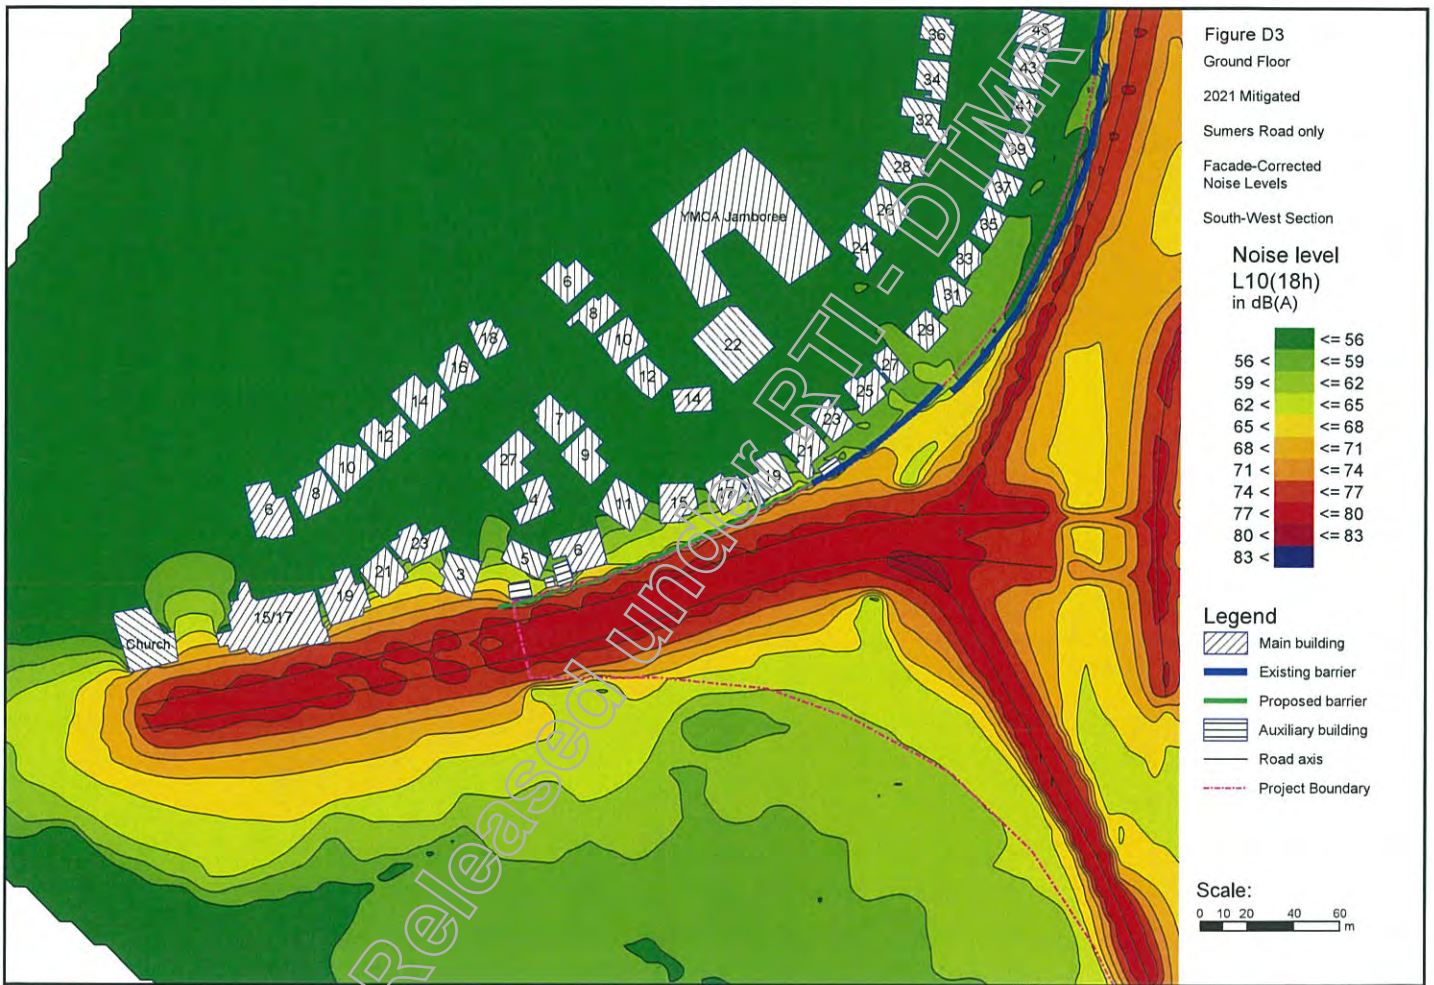 Figure D3
Ground Floor
2021 Mitigated
Sumers Road only
Facade-Corrected
Noise Levels
South-West Section
Noise level
L10(18h)
in dB(A)
<= 56
56 < <= 59
59 < <= 62
62 < <= 65
65 < <= 68
68 < <= 71
71 < <= 74
74 < <= 77
77 < <= 80
80 < <= 83
83 <
Legend
Main building
Existing barrier
Proposed barrier
Auxiliary building
Road axis
Project Boundary
Scale:
0 10 20 40 60
m
36
45
34
43
32
41
39
28
37
26
35
24
33
31
29
27
25
23
21
19
17
15
11
YMCA Jamboree
22
6
8
10
12
14
18
16
14
12
10
8
6
7
9
27
4
6
5
3
23
21
19
15/17
Church
Released under RTI - DTMR